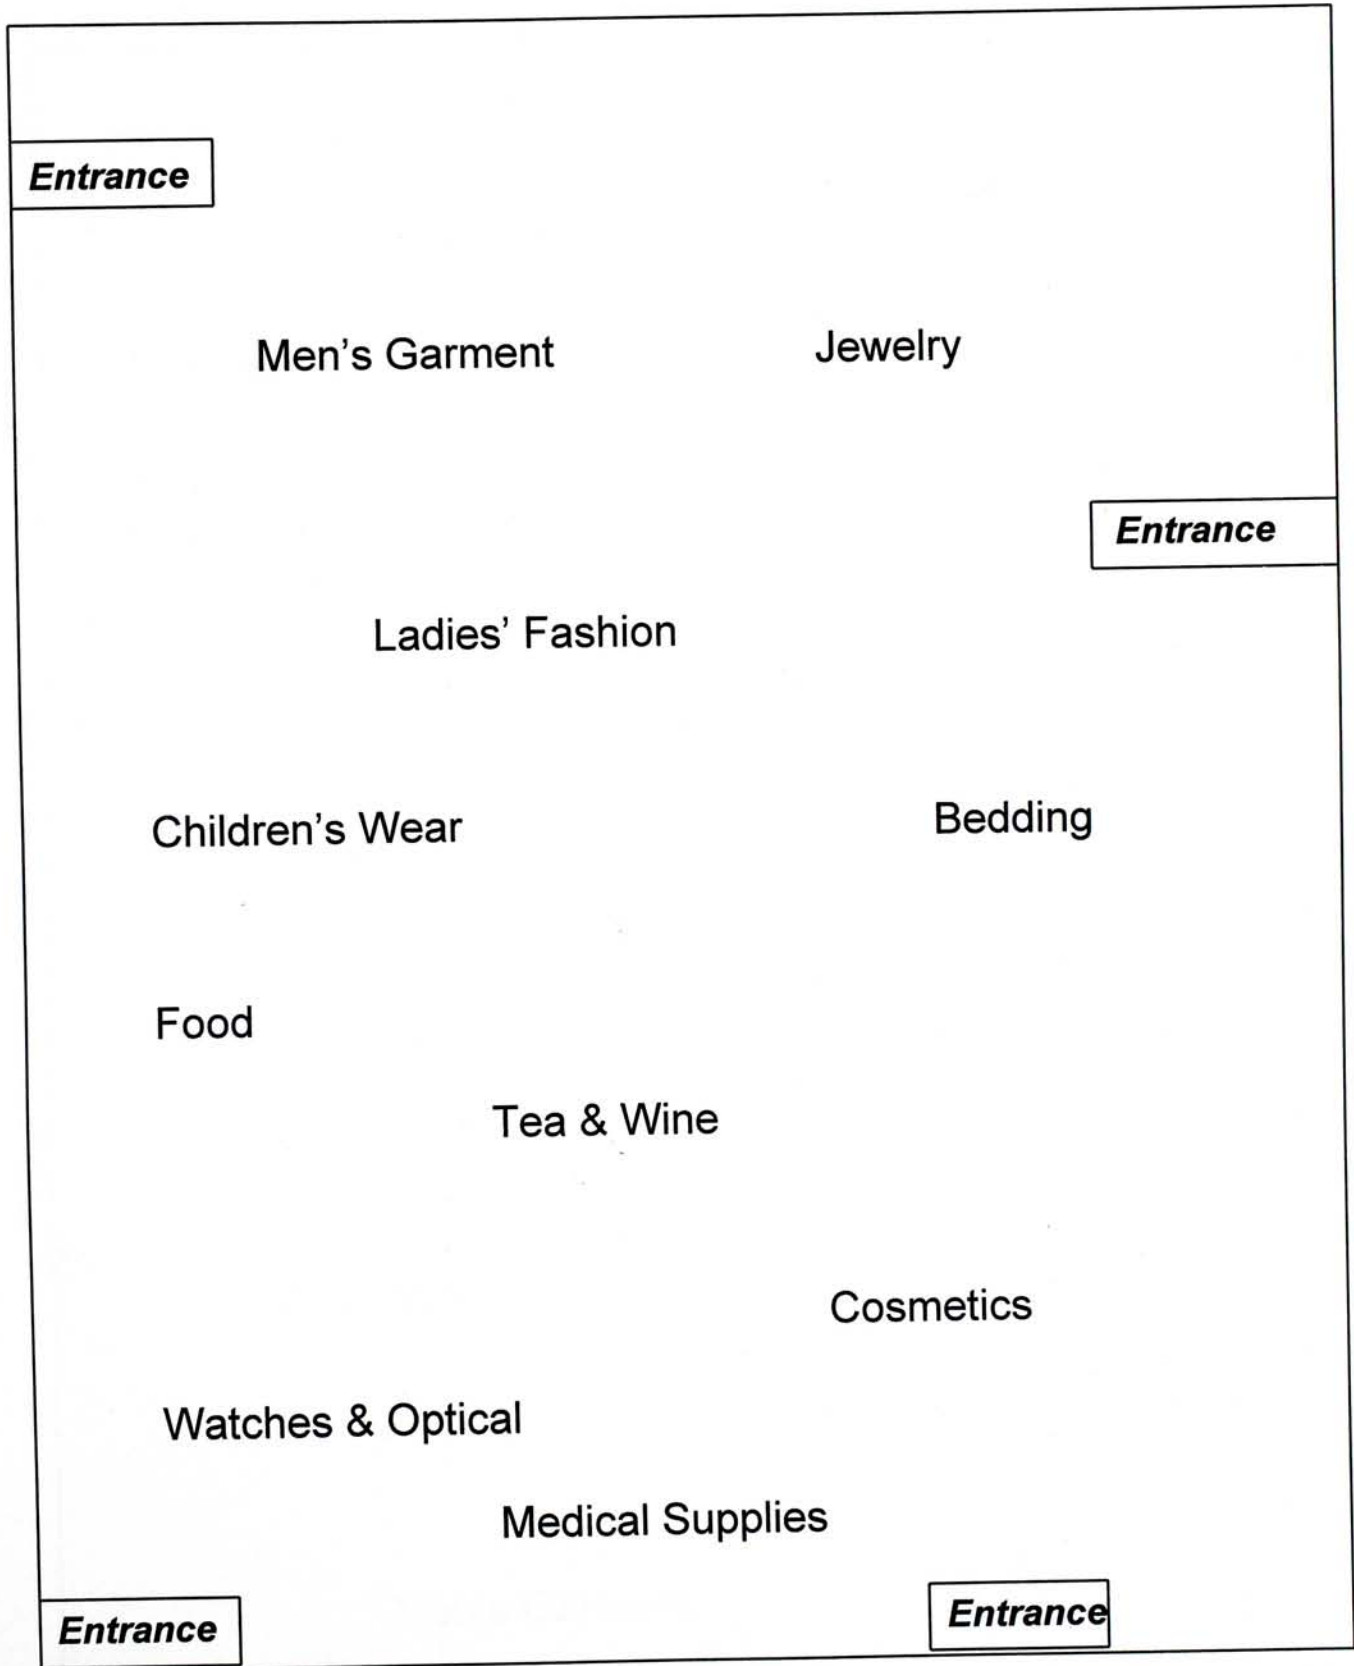 Entrance
Men's Garment
Jewelry
Entrance
Ladies' Fashion
Children's Wear
Bedding
Food
Tea & Wine
Cosmetics
Watches & Optical
Medical Supplies
Entrance
Entrance